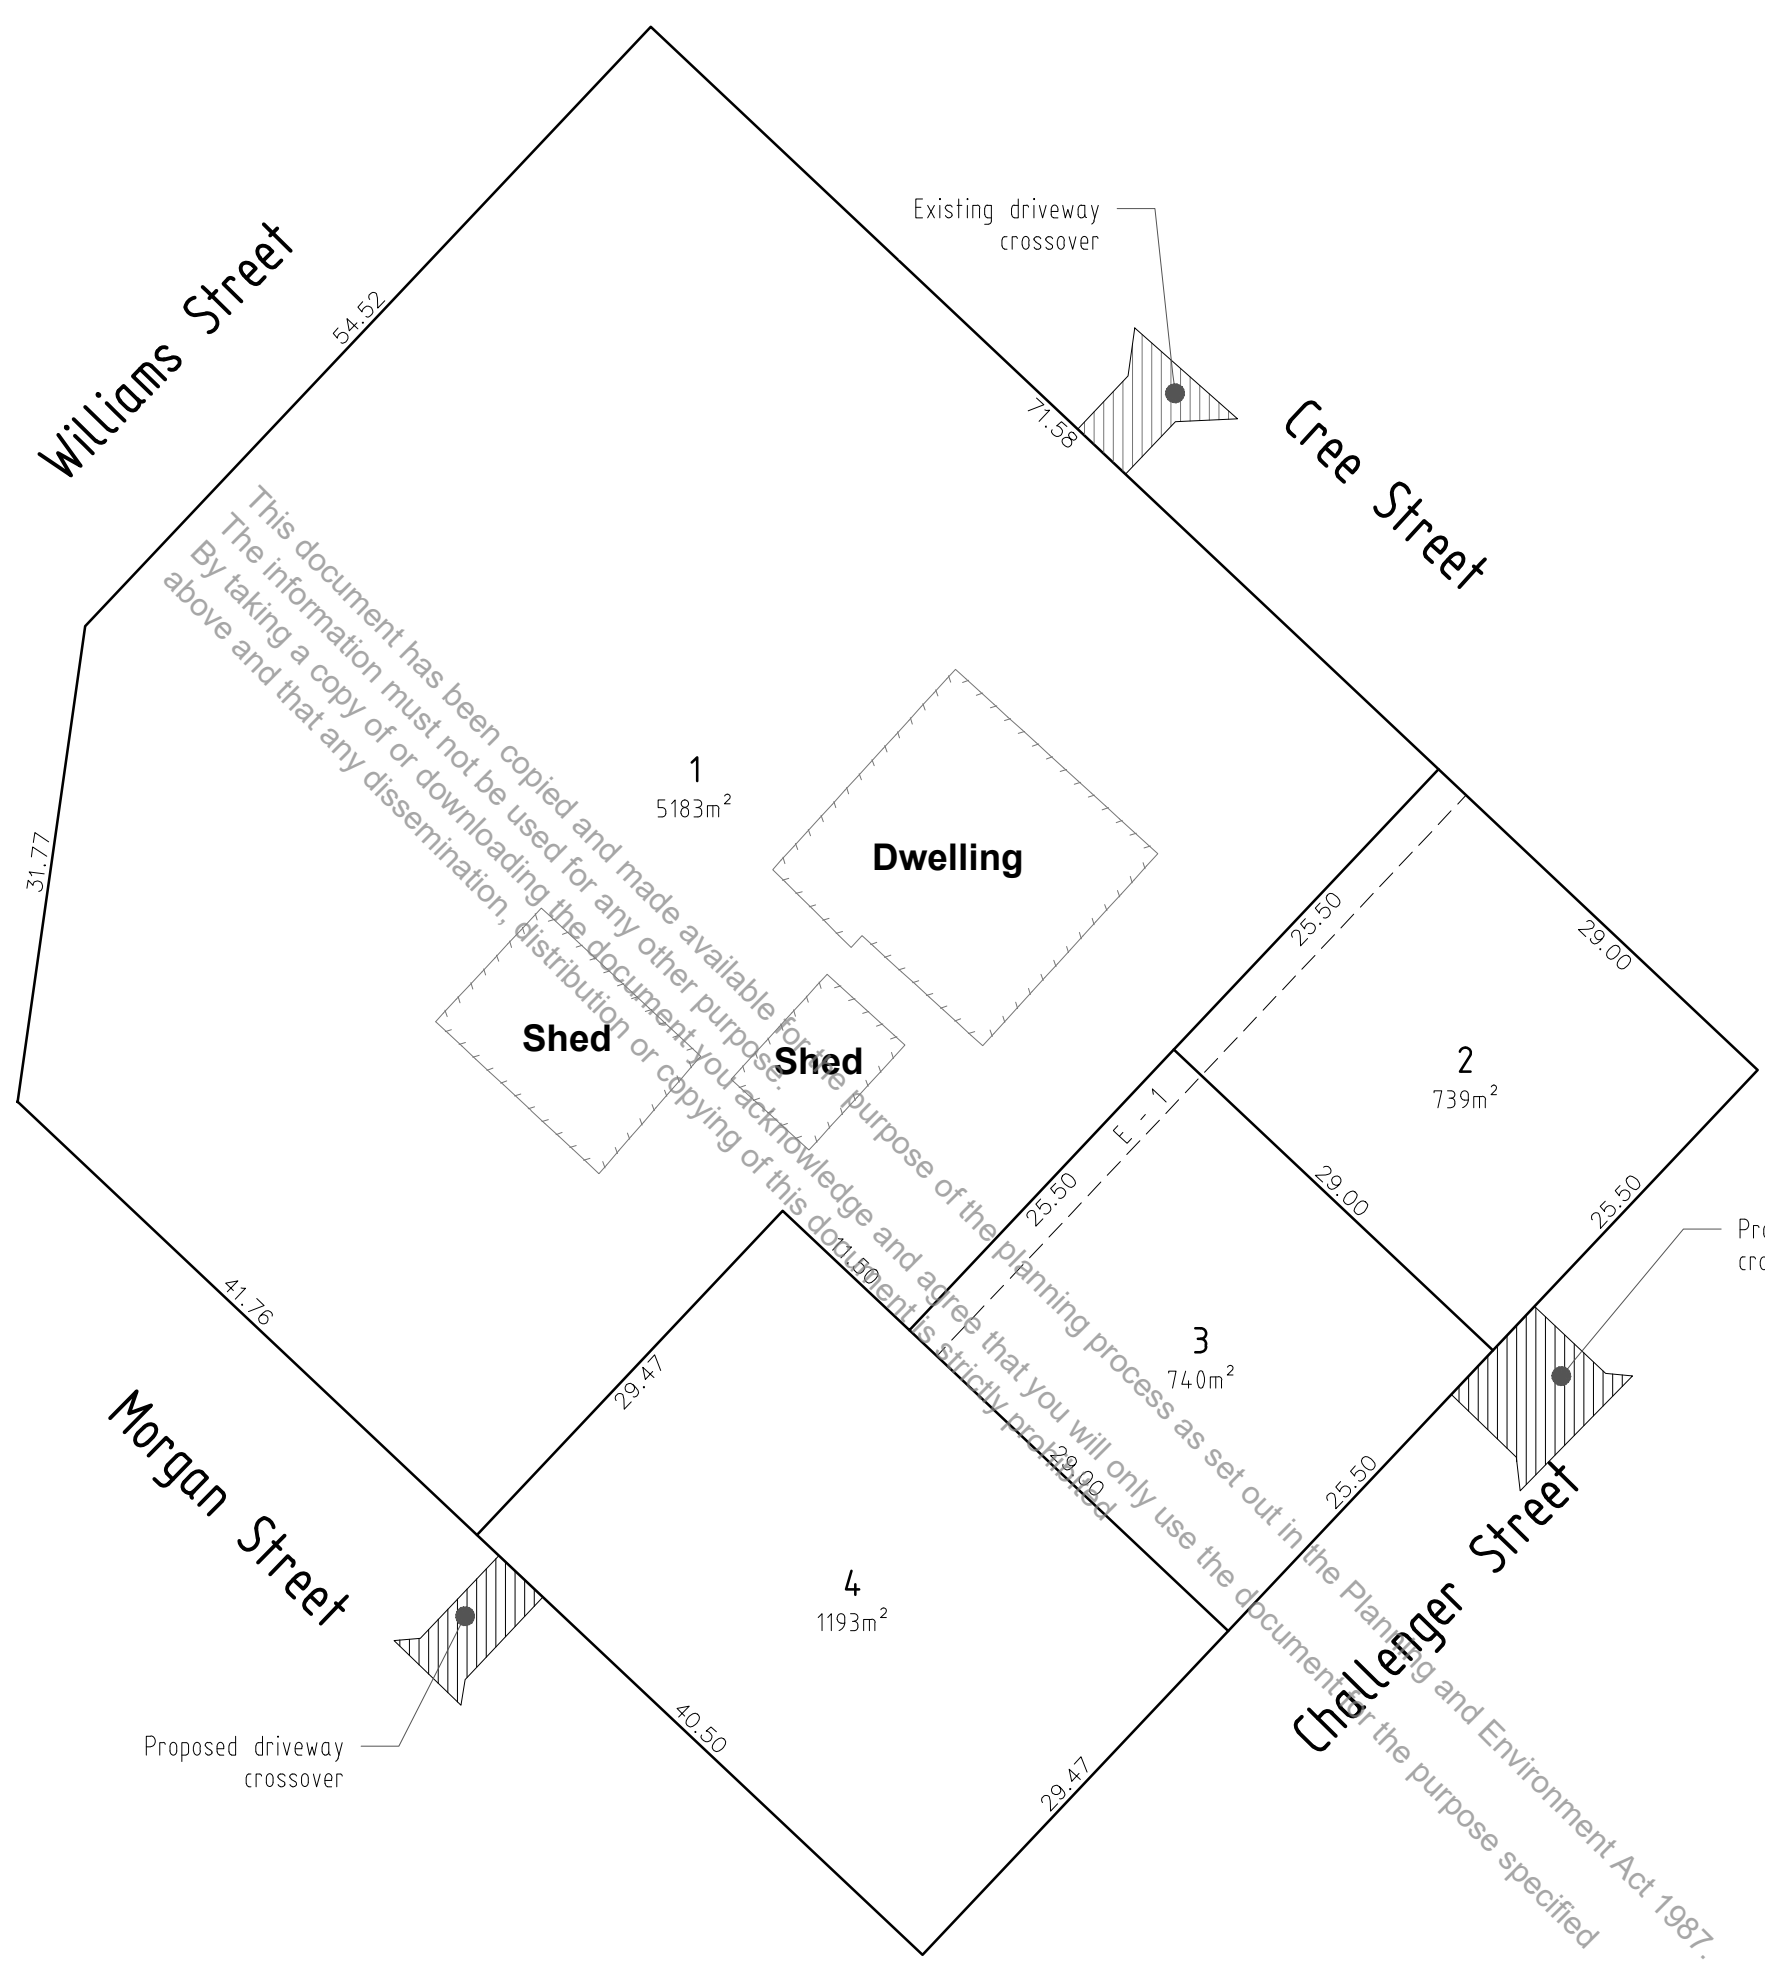 Existing driveway
crossover
Williams Street
54.52
71.58
Cree Street
This document has been copied and made available for the purpose of the planning process as set out in the Planning and Environment Act 1987.
The information must not be used for any other purpose.
By taking a copy of or downloading the document you acknowledge and agree that you will only use the document for the purpose specified
above and that any dissemination, distribution or copying of this document is strictly prohibited
1
5183m²
31.77
Dwelling
25.50
29.00
Shed
Shed
2
739m²
E - 1
25.50
29.00
25.50
11.50
41.76
3
740m²
29.47
Morgan Street
29.00
25.50
Challenger Street
4
1193m²
40.50
Proposed driveway
crossover
29.47